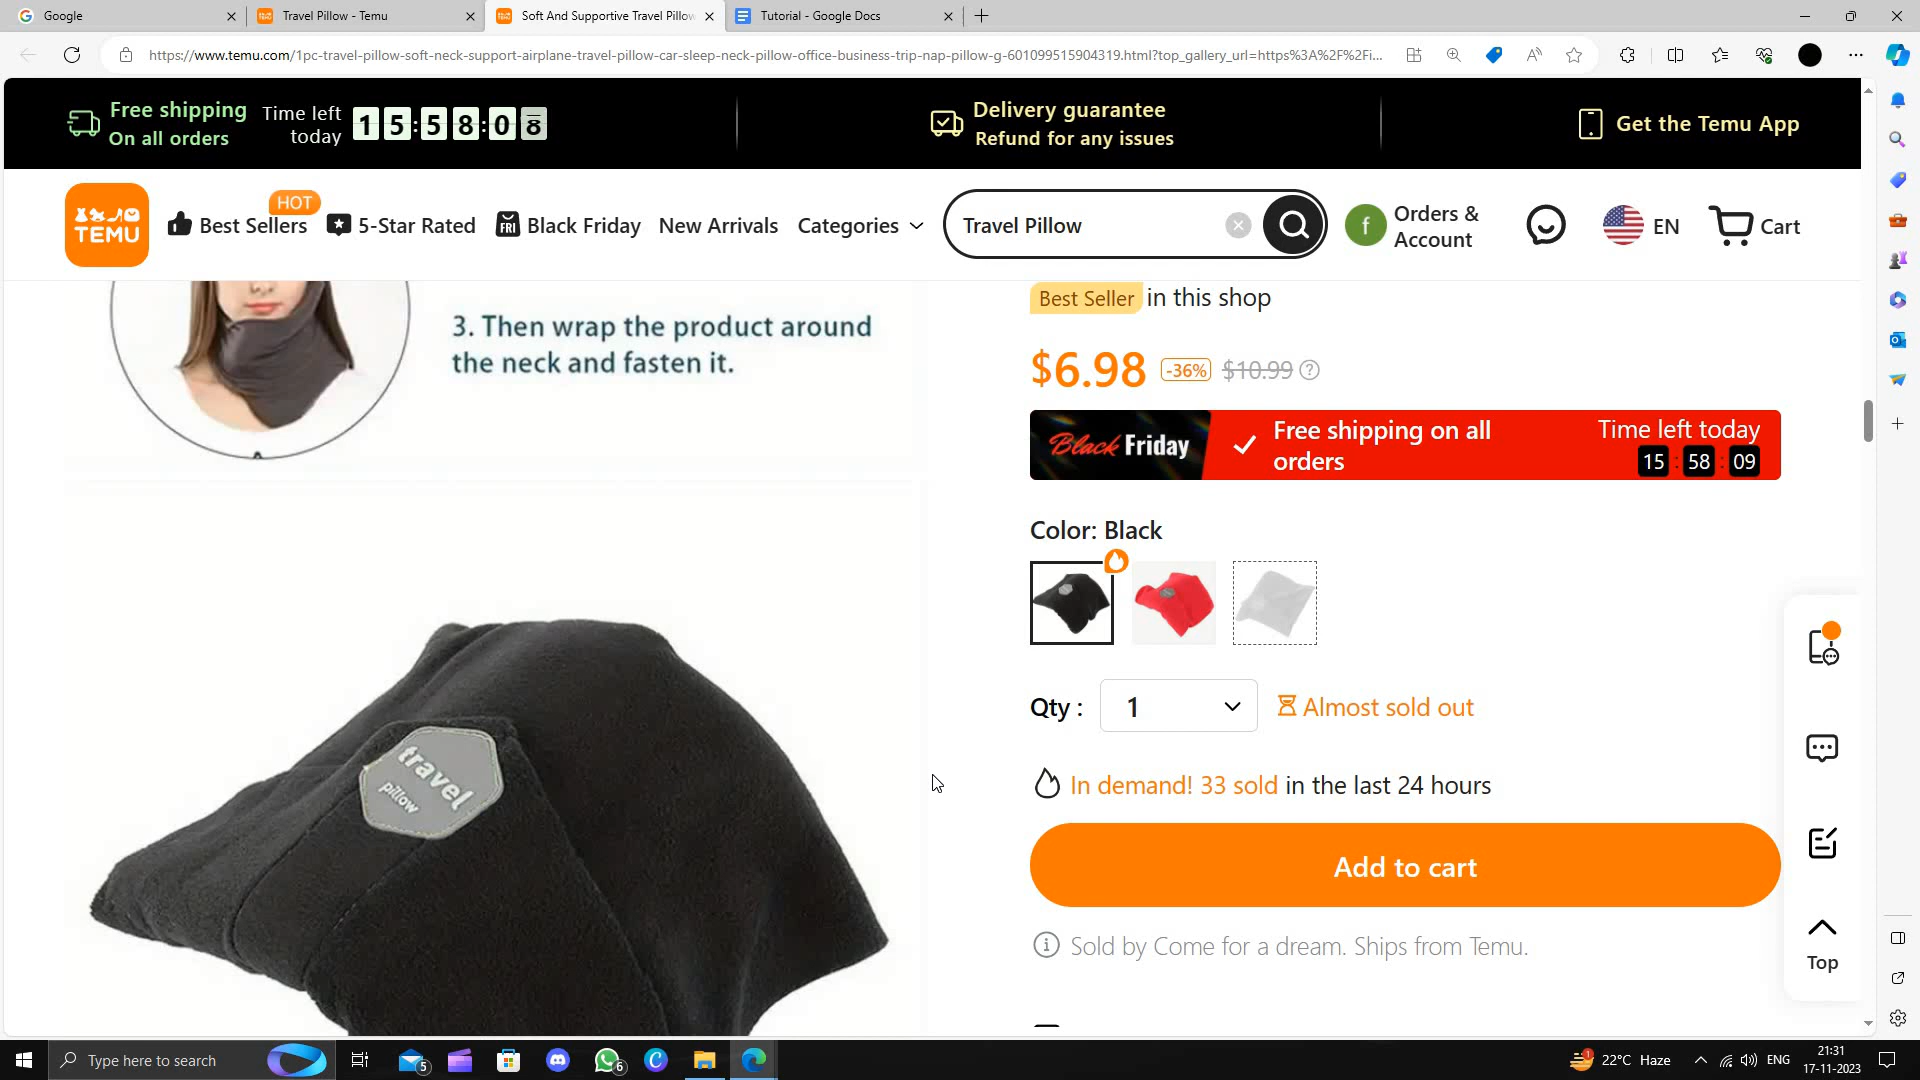 Google
Travel Pillow - Temu
Soft And Supportive Travel Pillow
Tutorial - Google Docs
https://www.temu.com/1pc-travel-pillow-soft-neck-support-airplane-travel-pillow-car-sleep-neck-pillow-office-business-trip-nap-pillow-g-601099515904319.html?top_gallery_url=https%3A%2F%2Fi...
Free shipping
On all orders
Time left
today
15:58:08
Delivery guarantee
Refund for any issues
Get the Temu App
TEMU
HOT
Best Sellers
5-Star Rated
FRI
Black Friday
New Arrivals
Categories
Travel Pillow
f
Orders &
Account
EN
Cart
3. Then wrap the product around
the neck and fasten it.
travel
pillow
Best Seller in this shop
$6.98 -36% $10.99
Black Friday
Free shipping on all
orders
Time left today
15 : 58 : 09
Color: Black
Qty : 1 Almost sold out
In demand! 33 sold in the last 24 hours
Add to cart
Sold by Come for a dream. Ships from Temu.
Top
Type here to search
5
6
1
22°C Haze
ENG
21:31
17-11-2023